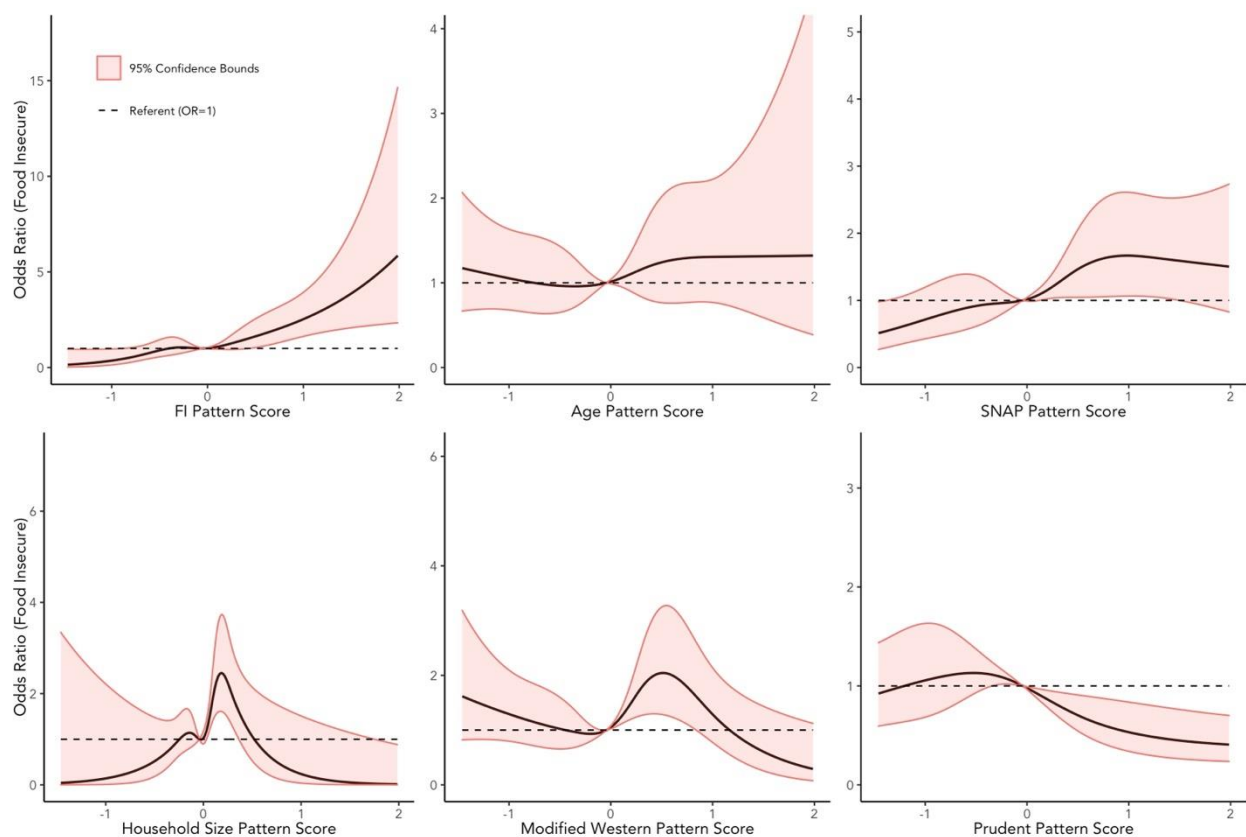 Odds Ratio (Food Insecure)
15
10
5
0
95% Confidence Bounds
Referent (OR=1)
-1 0 1 2
FI Pattern Score
4
3
2
1
0
-1 0 1 2
Age Pattern Score
5
4
3
2
1
0
-1 0 1 2
SNAP Pattern Score
Odds Ratio (Food Insecure)
6
4
2
0
-1 0 1 2
Household Size Pattern Score
6
4
2
0
-1 0 1 2
Modified Western Pattern Score
3
2
1
0
-1 0 1 2
Prudent Pattern Score